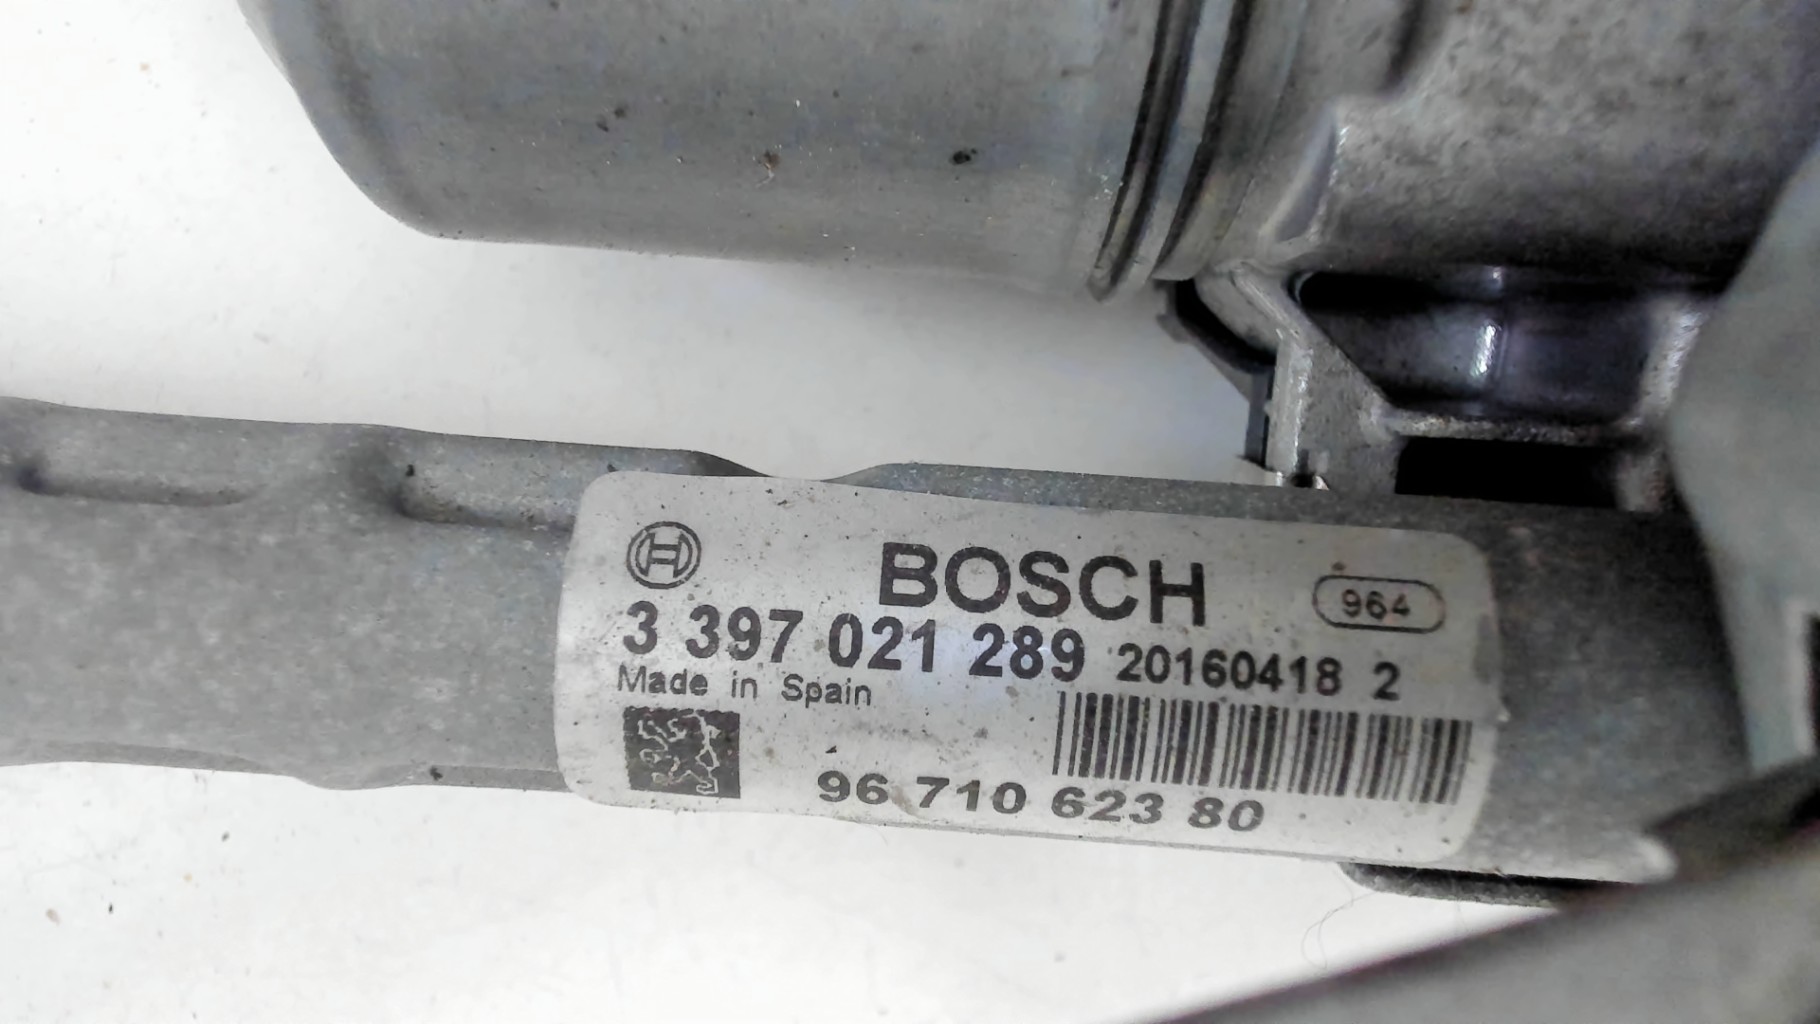 BOSCH 964
3 397 021 289 20160418 2
Made in Spain
96 710 623 80